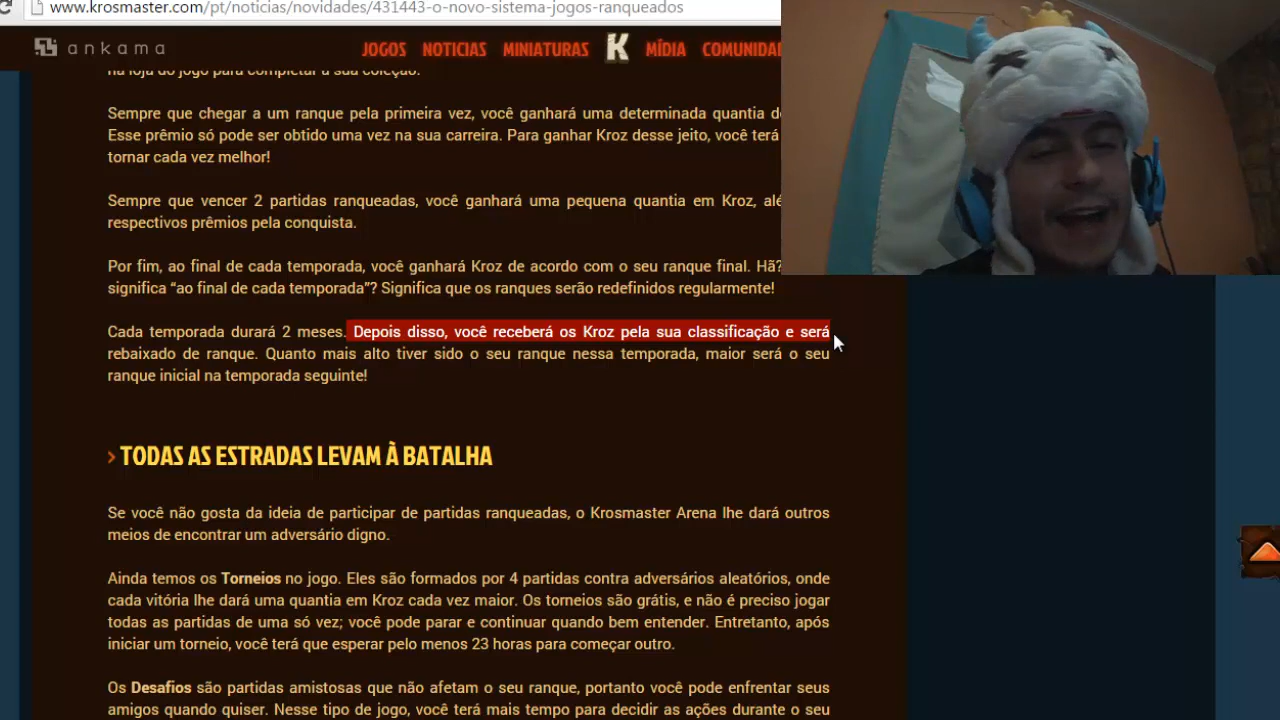 www.krosmaster.com/pt/noticias/novidades/431443-o-novo-sistema-jogos-ranqueados
ankama JOGOS NOTICIAS MINIATURAS K MÍDIA
na loja do jogo para completar a sua coleção.
Sempre que chegar a um ranque pela primeira vez, você ganhará uma determinada quantia
Esse prêmio só pode ser obtido uma vez na sua carreira. Para ganhar Kroz desse jeito, você terá
tornar cada vez melhor!
Sempre que vencer 2 partidas ranqueadas, você ganhará uma pequena quantia em Kroz,
respectivos prêmios pela conquista.
Por fim, ao final de cada temporada, você ganhará Kroz de acordo com o seu ranque final. Hã?
significa “ao final de cada temporada”? Significa que os ranques serão redefinidos regularmente!
Cada temporada durará 2 meses. Depois disso, você receberá os Kroz pela sua classificação e será
rebaixado de ranque. Quanto mais alto tiver sido o seu ranque nessa temporada, maior será o seu
ranque inicial na temporada seguinte!
> TODAS AS ESTRADAS LEVAM À BATALHA
Se você não gosta da ideia de participar de partidas ranqueadas, o Krosmaster Arena lhe dará outros
meios de encontrar um adversário digno.
Ainda temos os Torneios no jogo. Eles são formados por 4 partidas contra adversários aleatórios, onde
cada vitória lhe dará uma quantia em Kroz cada vez maior. Os torneios são grátis, e não é preciso jogar
todas as partidas de uma só vez; você pode parar e continuar quando bem entender. Entretanto, após
iniciar um torneio, você terá que esperar pelo menos 23 horas para começar outro.
Os Desafios são partidas amistosas que não afetam o seu ranque, portanto você pode enfrentar seus
amigos quando quiser. Nesse tipo de jogo, você terá mais tempo para decidir as ações durante o seu